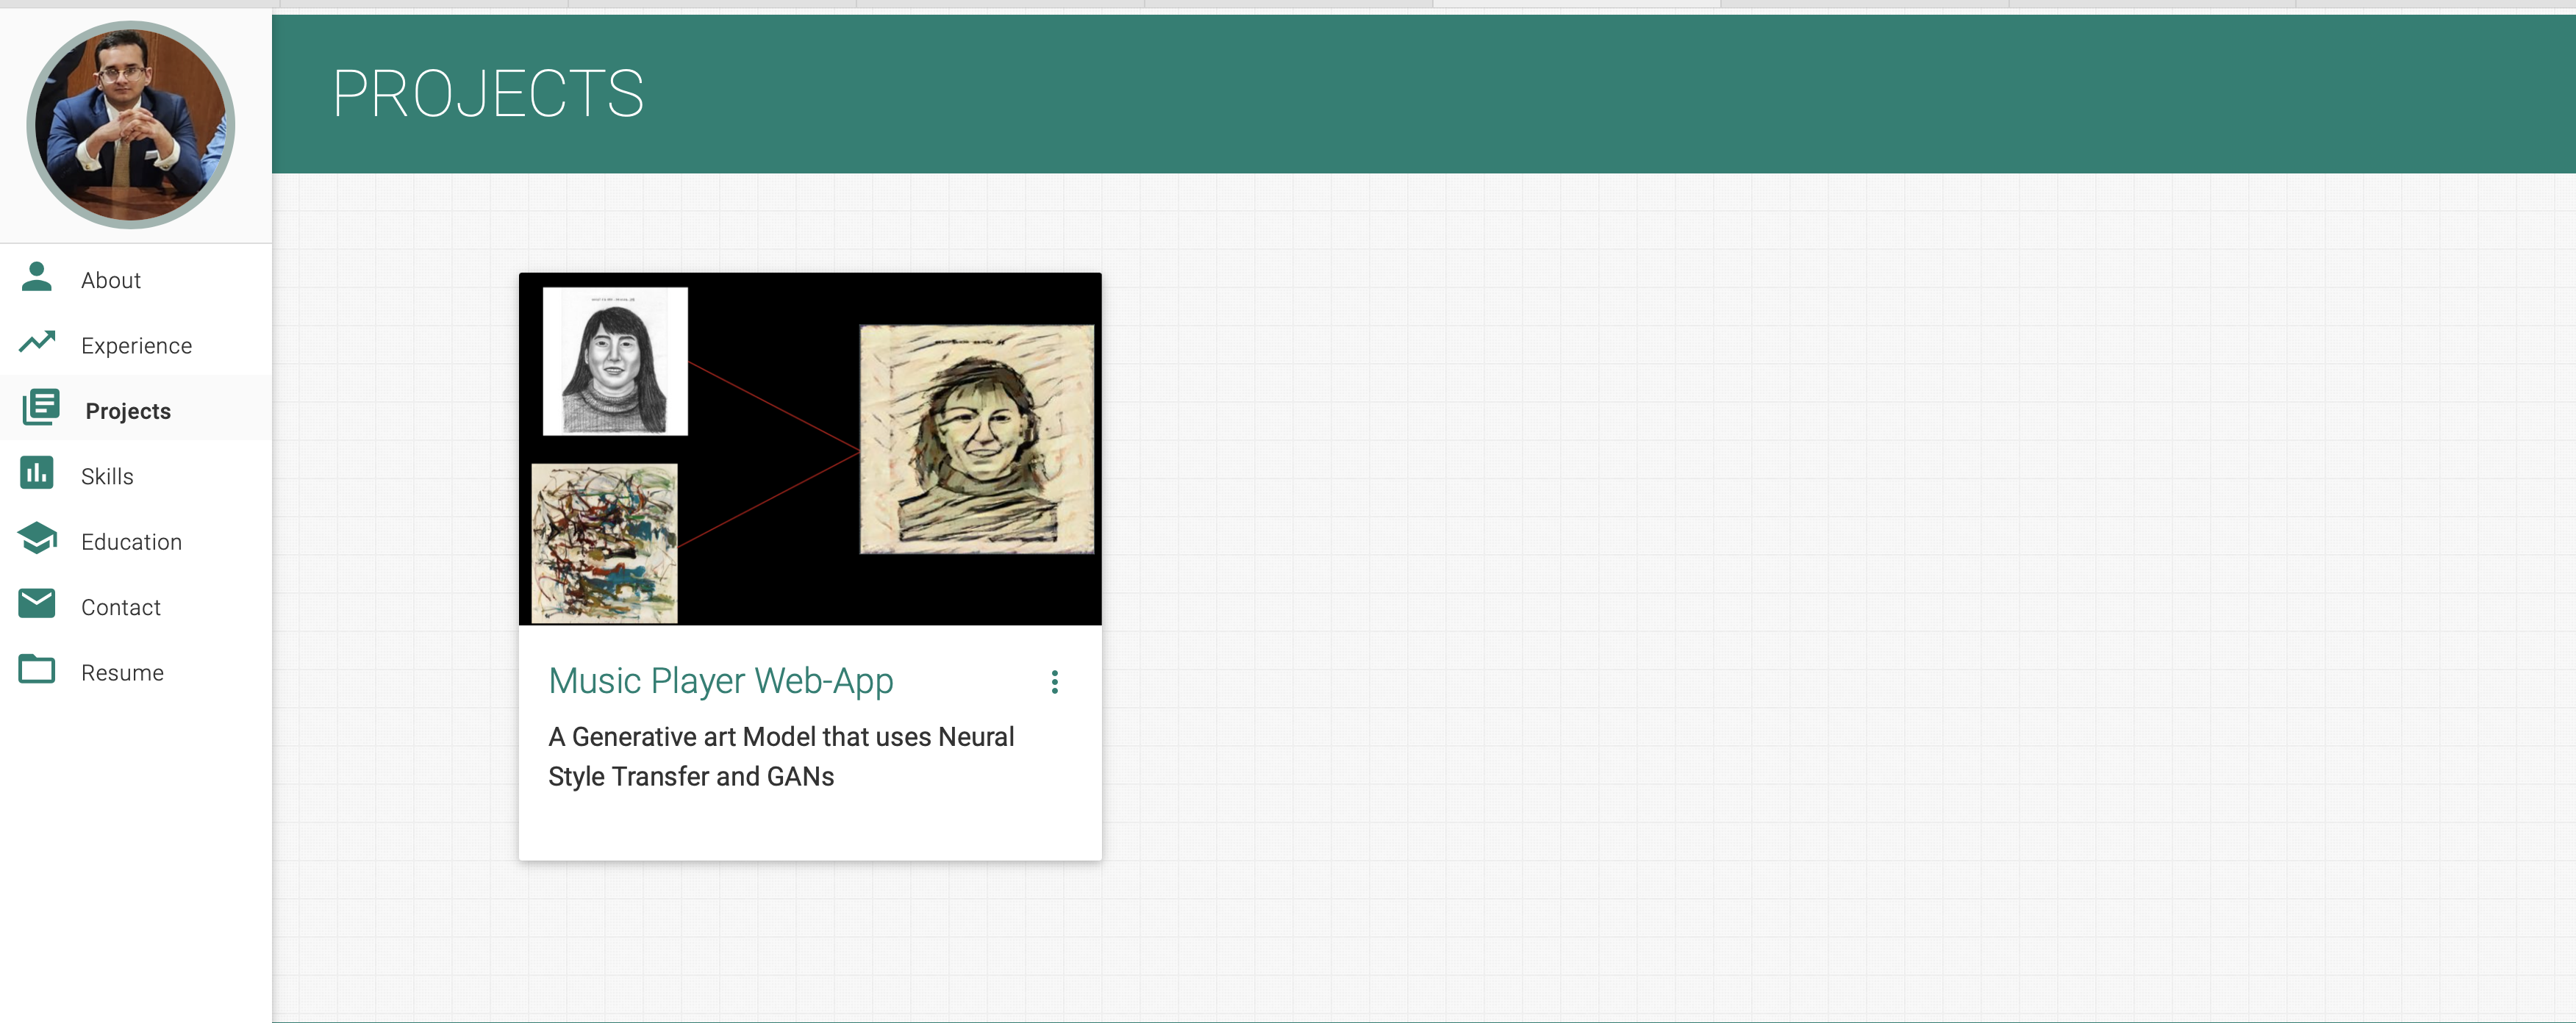 PROJECTS
About
Experience
Projects
Skills
Education
Contact
Resume
Music Player Web-App
A Generative art Model that uses Neural
Style Transfer and GANs